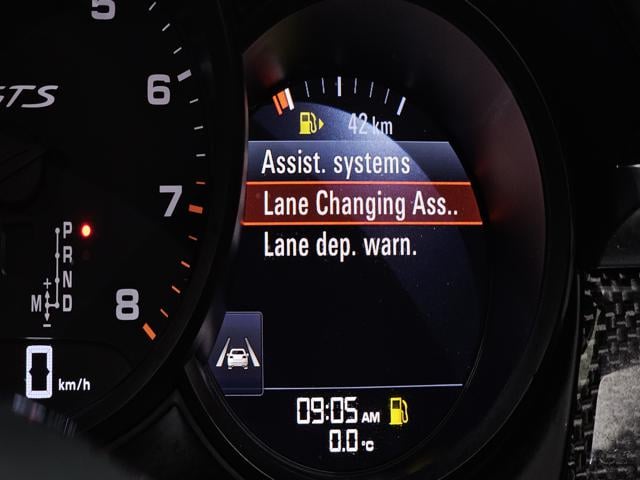 5
6
GTS
42 km
Assist. systems
7
Lane Changing Ass..
P
R
Lane dep. warn.
N
+
M D
8
-
0 km/h
09:05 AM
0.0 °C